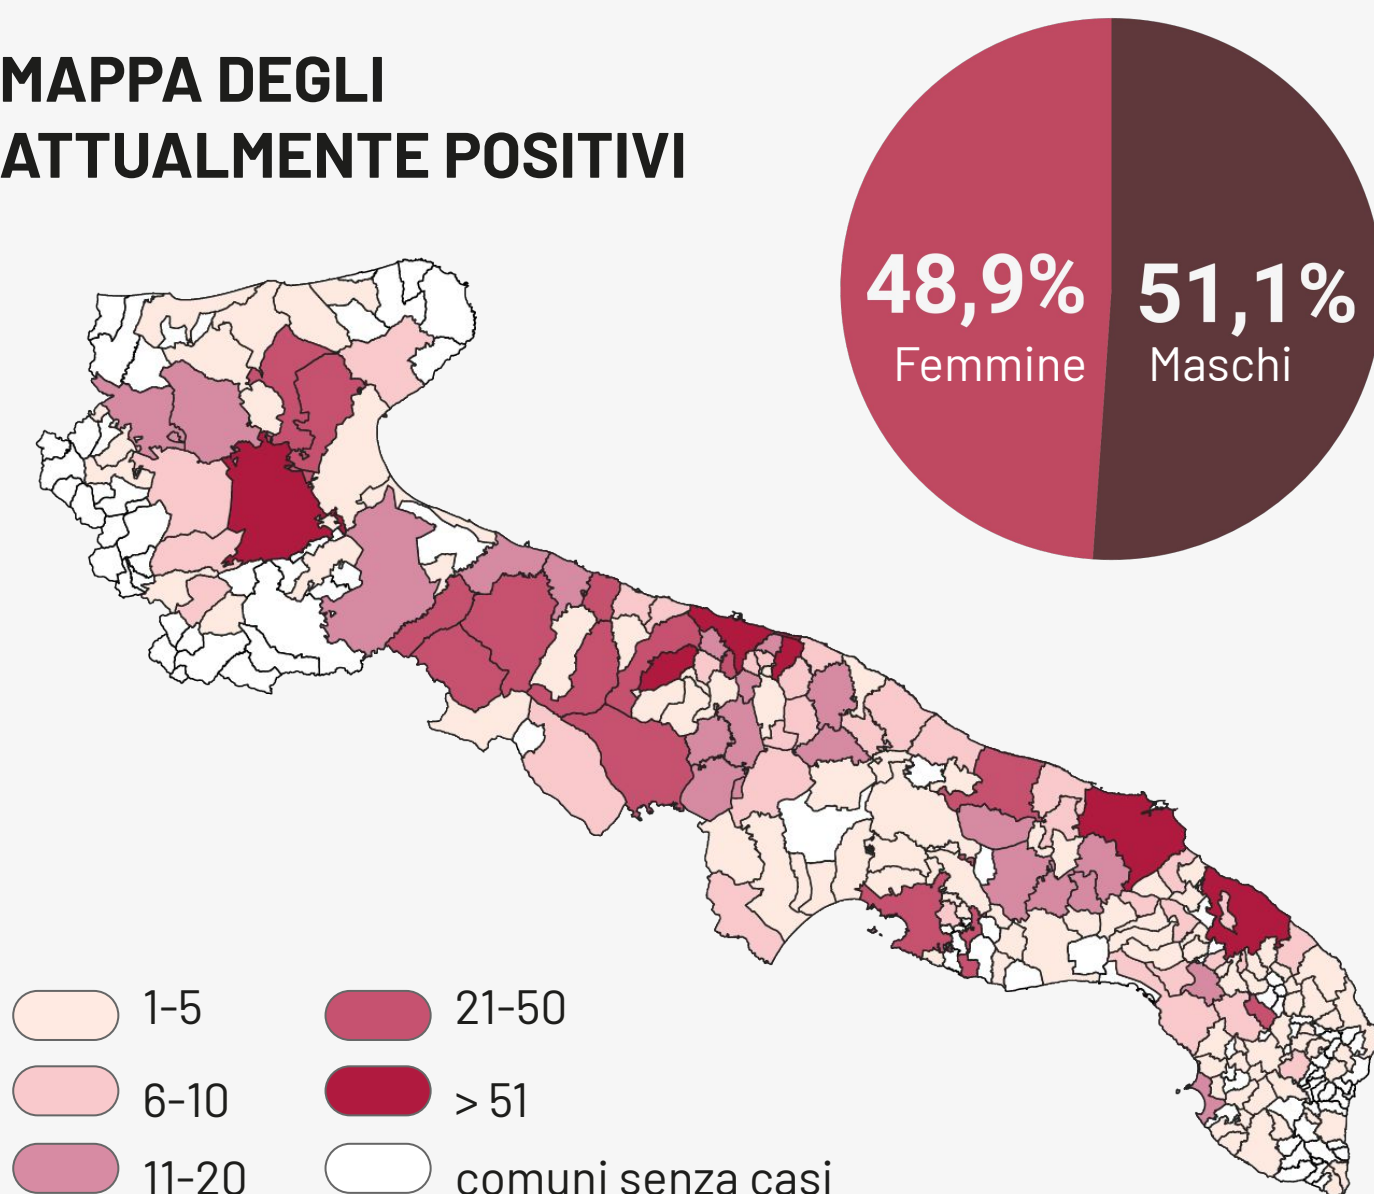 MAPPA DEGLI
ATTUALMENTE POSITIVI
48,9%
Femmine
51,1%
Maschi
1-5
6-10
11-20
21-50
> 51
comuni senza casi